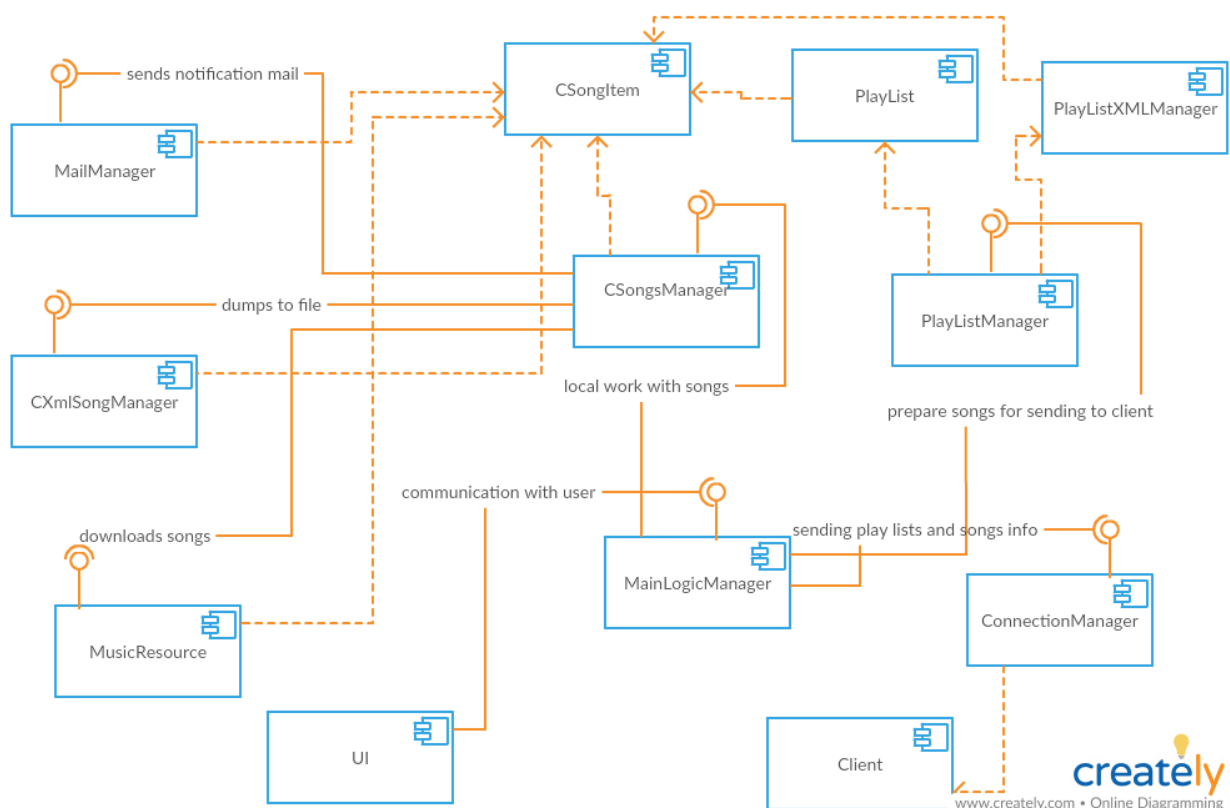 sends notification mail
CSongItem
PlayList
PlayListXMLManager
MailManager
CSongsManager
dumps to file
PlayListManager
CXmlSongManager
local work with songs
prepare songs for sending to client
communication with user
downloads songs
sending play lists and songs info
MainLogicManager
ConnectionManager
MusicResource
UI
Client
creately
www.creately.com • Online Diagramming